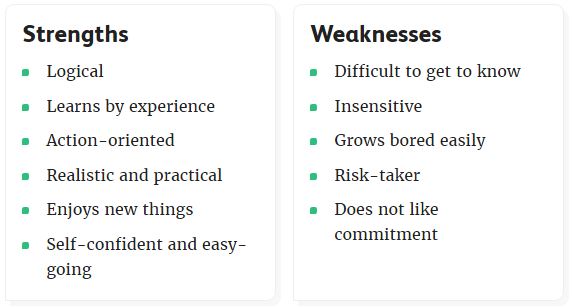 Strengths
Logical
Learns by experience
Action-oriented
Realistic and practical
Enjoys new things
Self-confident and easy-
going
Weaknesses
Difficult to get to know
Insensitive
Grows bored easily
Risk-taker
Does not like
commitment